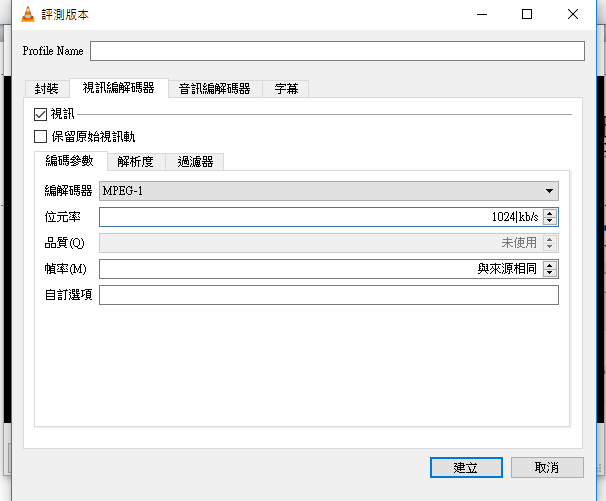 評測版本
Profile Name
封裝 視訊編解碼器 音訊編解碼器 字幕
視訊
保留原始視訊軌
編碼參數 解析度 過濾器
編解碼器 MPEG-1
位元率 1024 kb/s
品質(Q) 未使用
幀率(M) 與來源相同
自訂選項
建立 取消